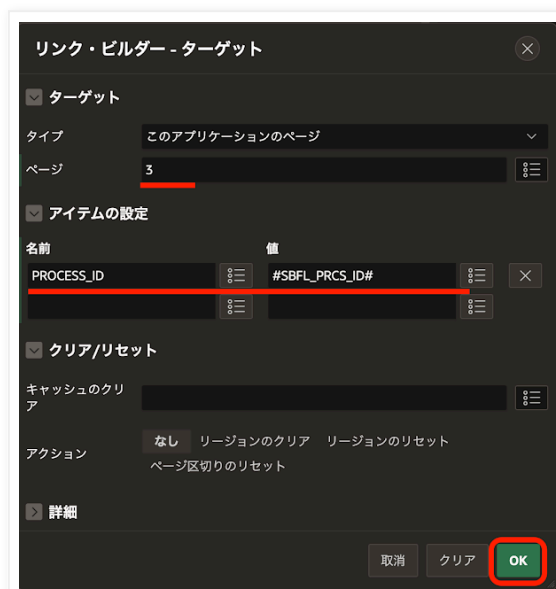 リンク・ビルダー - ターゲット
ターゲット
タイプ このアプリケーションのページ
ページ 3
アイテムの設定
名前 値
PROCESS_ID #SBFL_PRCS_ID#
クリア/リセット
キャッシュのクリ
ア
アクション なし リージョンのクリア リージョンのリセット
ページ区切りのリセット
詳細
取消 クリア OK